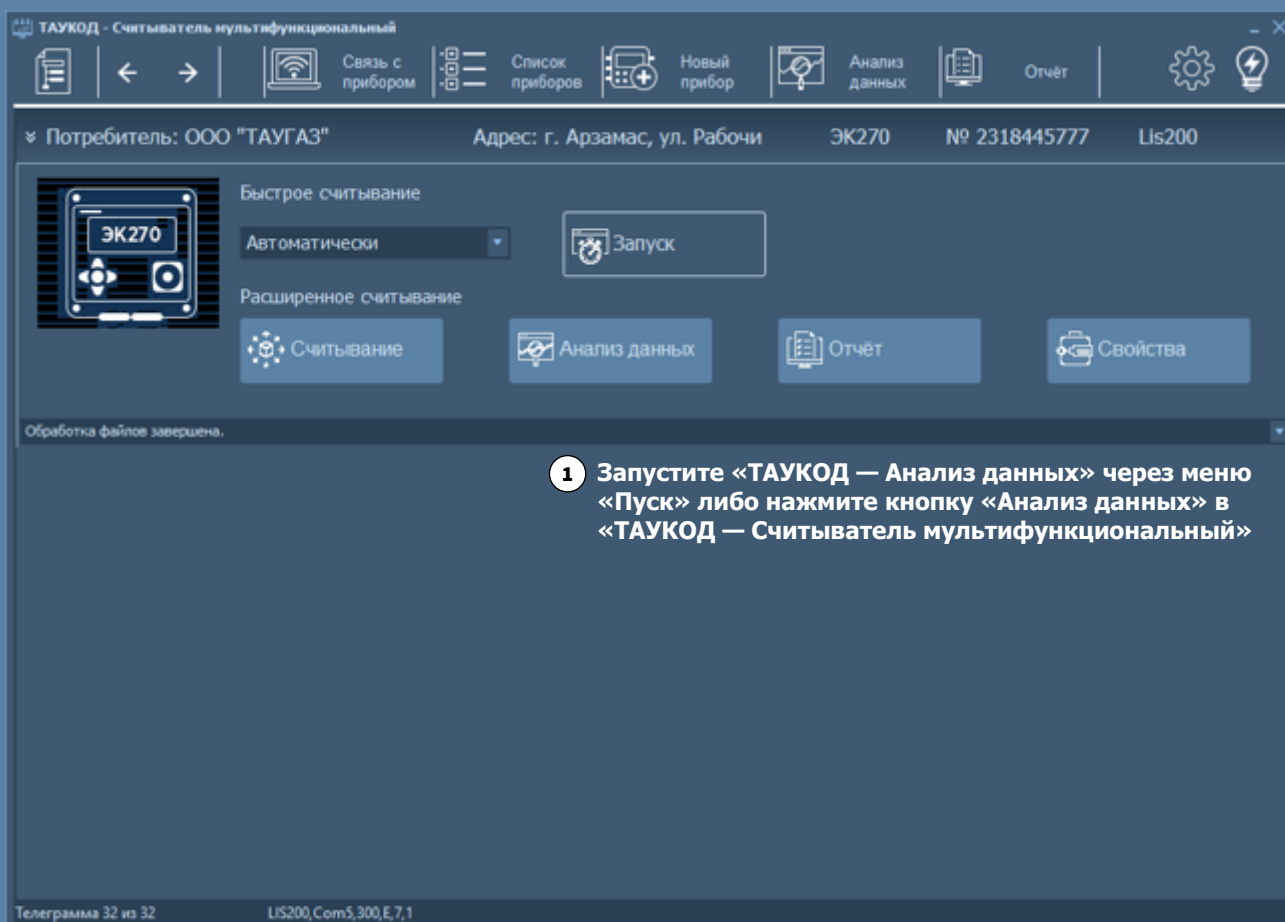 ТАУКОД - Считыватель мультифункциональный
Связь с
прибором
Список
приборов
Новый
прибор
Анализ
данных
Отчёт
Потребитель: ООО "ТАУГАЗ" Адрес: г. Арзамас, ул. Рабочи ЭК270 № 2318445777 Lis200
Быстрое считывание
ЭК270
Автоматически
Запуск
Расширенное считывание
Считывание
Анализ данных
Отчёт
Свойства
Обработка файлов завершена.
1 Запустите «ТАУКОД — Анализ данных» через меню
«Пуск» либо нажмите кнопку «Анализ данных» в
«ТАУКОД — Считыватель мультифункциональный»
Телеграмма 32 из 32 LIS200,Com5,300,E,7,1